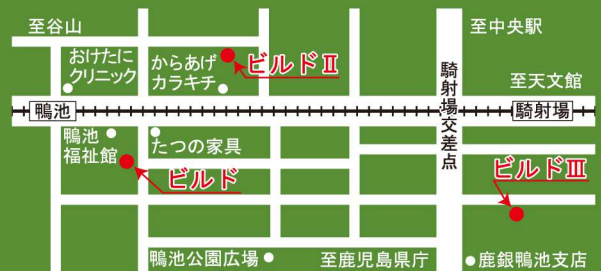 至谷山
至中央駅
おけたに
クリニック
からあげ
カラキチ
ビルドⅡ
騎射場交差点
至天文館
鴨池
騎射場
鴨池
福祉館
たつの家具
ビルド
ビルドⅢ
鴨池公園広場
至鹿児島県庁
鹿銀鴨池支店